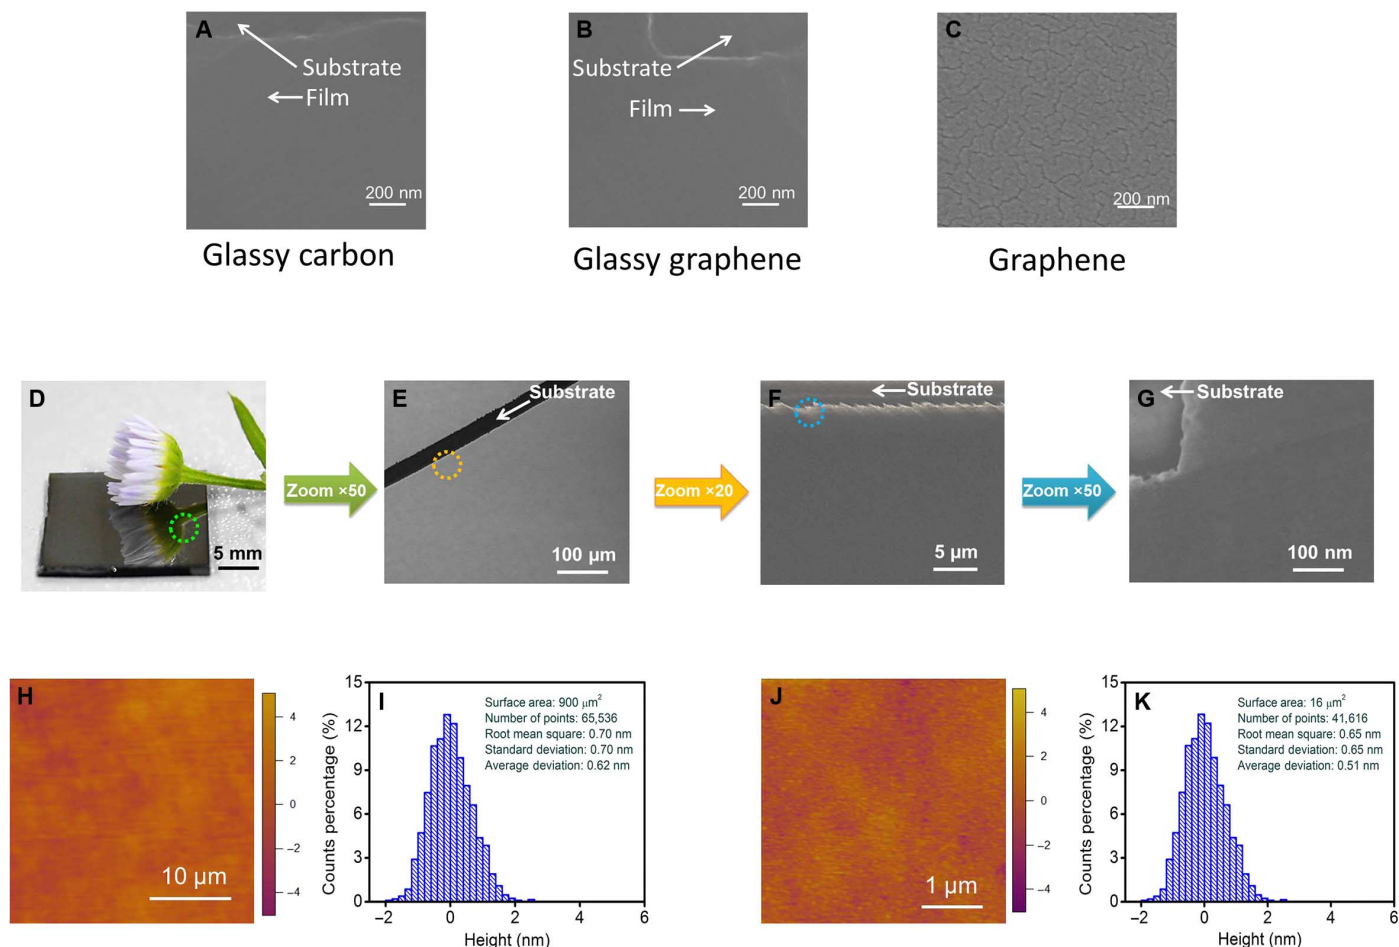 A
Substrate
Film
200 nm
Glassy carbon
B
Substrate
Film
200 nm
Glassy graphene
C
200 nm
Graphene
D
5 mm
Zoom ×50
E
Substrate
100 μm
Zoom ×20
F
Substrate
5 μm
Zoom ×50
G
Substrate
100 nm
H
10 μm
4
2
0
−2
−4
I
Surface area: 900 μm²
Number of points: 65,536
Root mean square: 0.70 nm
Standard deviation: 0.70 nm
Average deviation: 0.62 nm
Counts percentage (%)
15
12
9
6
3
0
−2 0 2 4 6
Height (nm)
J
1 μm
4
2
0
−2
−4
K
Surface area: 16 μm²
Number of points: 41,616
Root mean square: 0.65 nm
Standard deviation: 0.65 nm
Average deviation: 0.51 nm
Counts percentage (%)
15
12
9
6
3
0
−2 0 2 4 6
Height (nm)